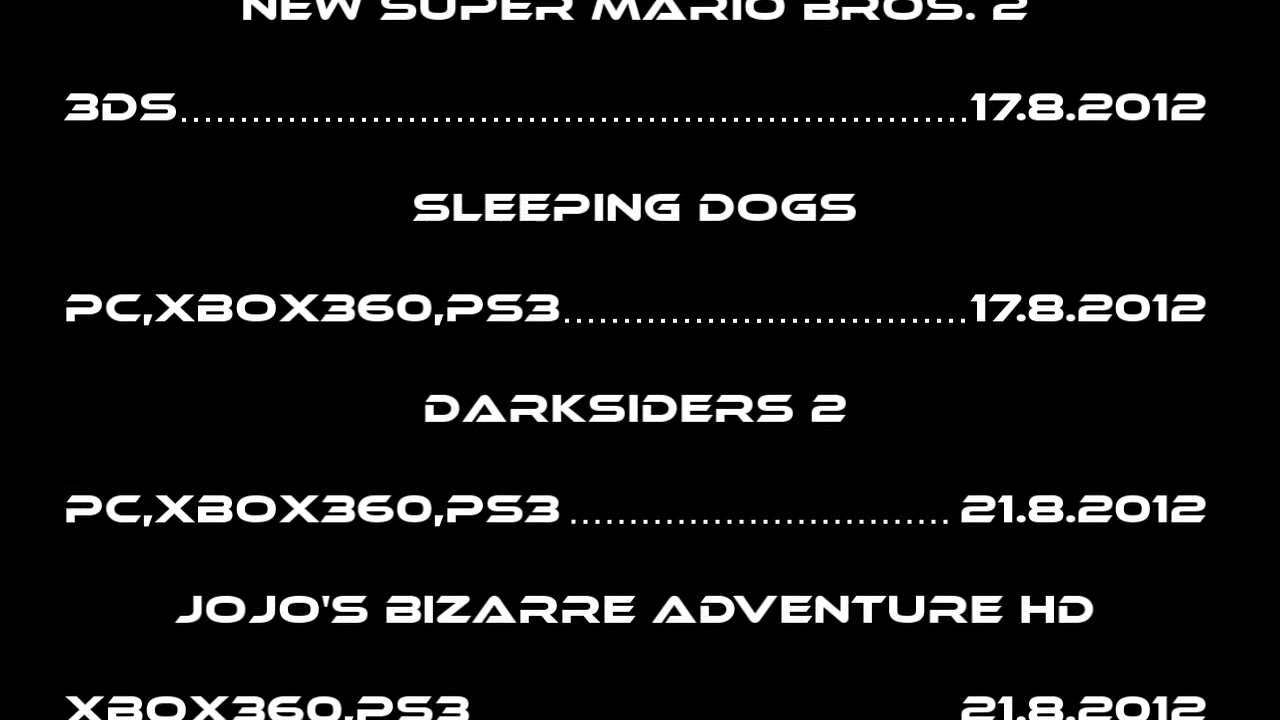 NEW SUPER MARIO BROS. 2
3DS..................................................................17.8.2012
SLEEPING DOGS
PC,XBOX360,PS3..................................17.8.2012
DARKSIDERS 2
PC,XBOX360,PS3 ................................ 21.8.2012
JOJO'S BIZARRE ADVENTURE HD
XBOX360,PS3 21.8.2012